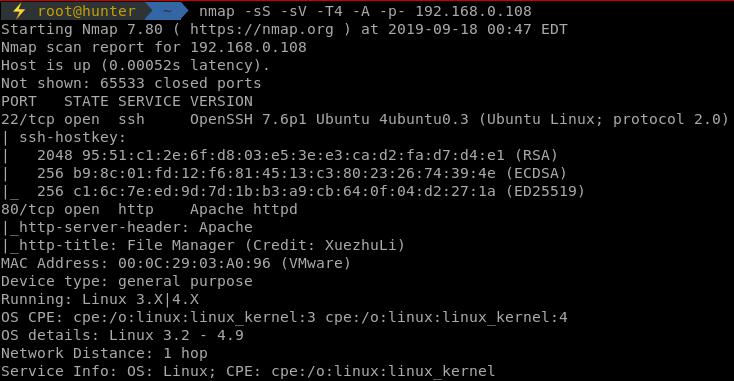 ⚡ root@hunter ~ nmap -sS -sV -T4 -A -p- 192.168.0.108
Starting Nmap 7.80 ( https://nmap.org ) at 2019-09-18 00:47 EDT
Nmap scan report for 192.168.0.108
Host is up (0.00052s latency).
Not shown: 65533 closed ports
PORT   STATE SERVICE VERSION
22/tcp open  ssh     OpenSSH 7.6p1 Ubuntu 4ubuntu0.3 (Ubuntu Linux; protocol 2.0)
| ssh-hostkey:
|   2048 95:51:c1:2e:6f:d8:03:e5:3e:e3:ca:d2:fa:d7:d4:e1 (RSA)
|   256 b9:8c:01:fd:12:f6:81:45:13:c3:80:23:26:74:39:4e (ECDSA)
|_  256 c1:6c:7e:ed:9d:7d:1b:b3:a9:cb:64:0f:04:d2:27:1a (ED25519)
80/tcp open  http    Apache httpd
|_http-server-header: Apache
|_http-title: File Manager (Credit: XuezhuLi)
MAC Address: 00:0C:29:03:A0:96 (VMware)
Device type: general purpose
Running: Linux 3.X|4.X
OS CPE: cpe:/o:linux:linux_kernel:3 cpe:/o:linux:linux_kernel:4
OS details: Linux 3.2 - 4.9
Network Distance: 1 hop
Service Info: OS: Linux; CPE: cpe:/o:linux:linux_kernel